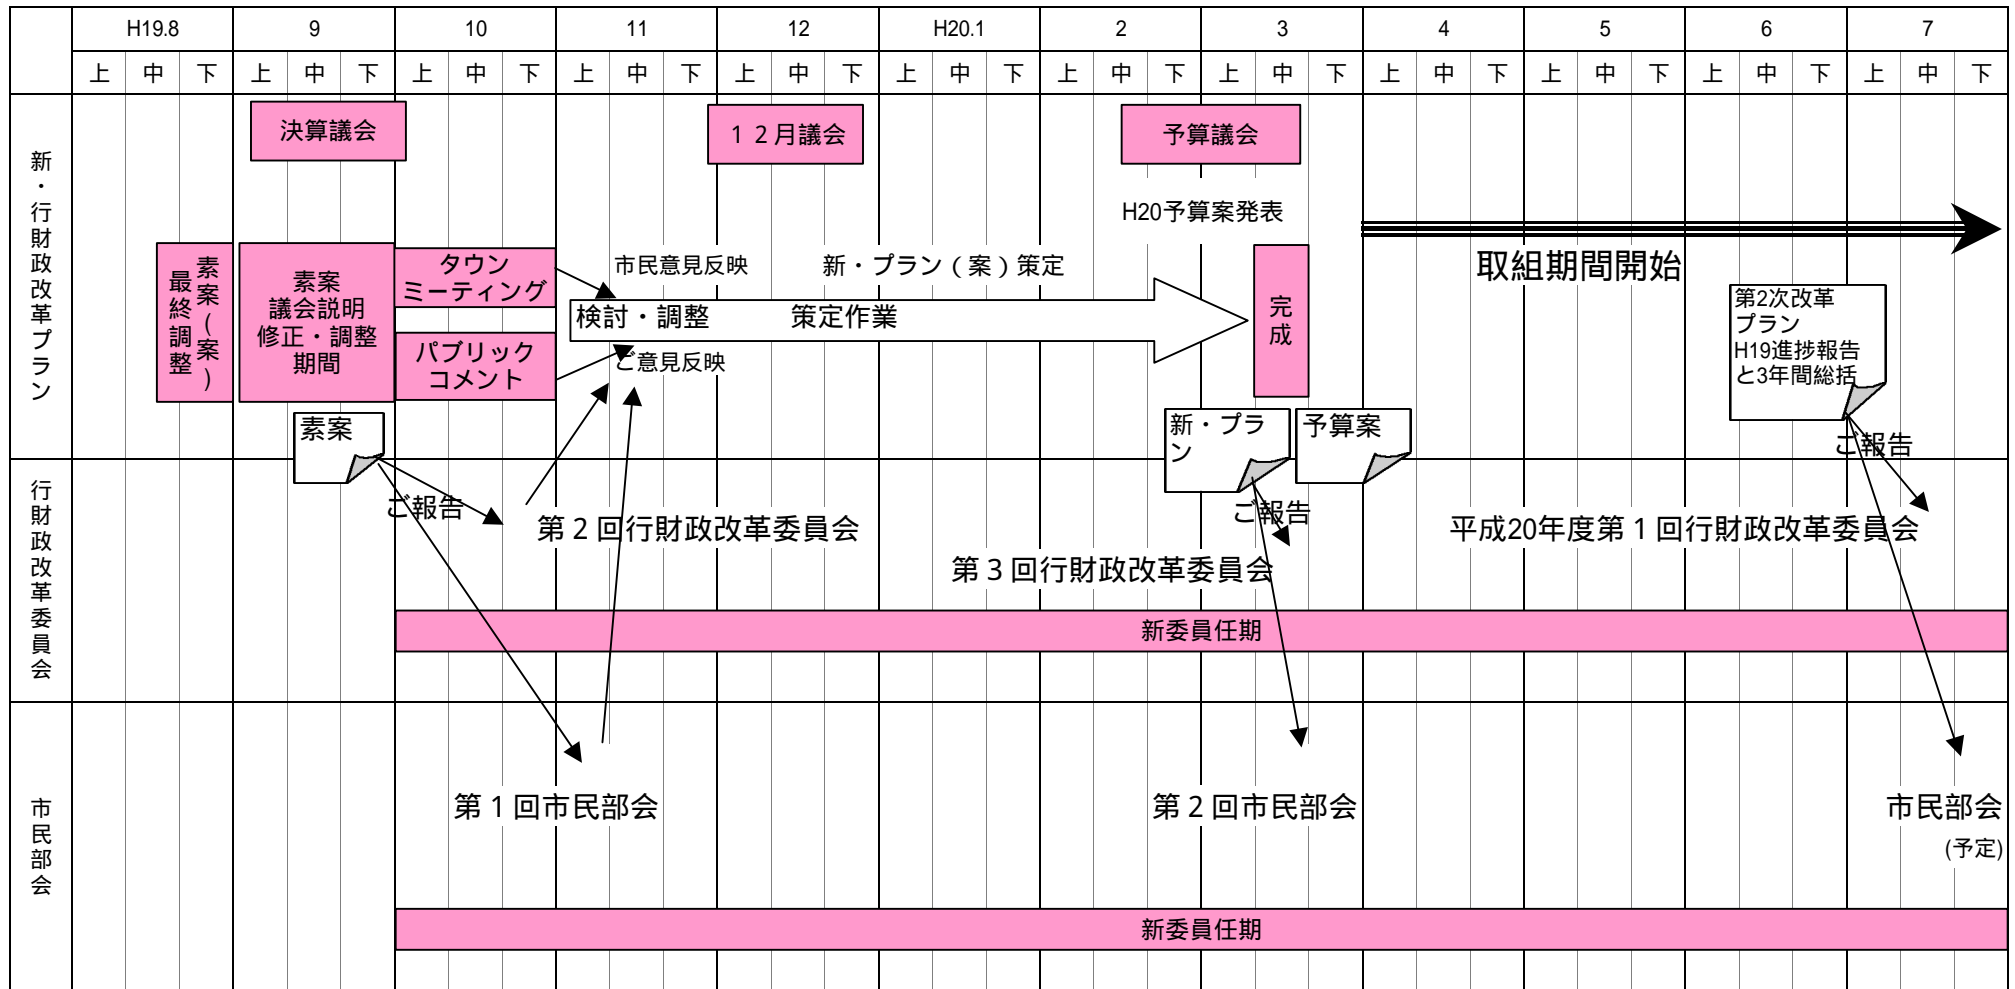 H19.8 9 10 11 12 H20.1 2 3 4 5 6 7
上 中 下 上 中 下 上 中 下 上 中 下 上 中 下 上 中 下 上 中 下 上 中 下 上 中 下 上 中 下 上 中 下 上 中 下
新・行財政改革プラン
決算議会
１２月議会
予算議会
H20予算案発表
取組期間開始
素案(案)
最終調整
素案
議会説明
修正・調整
期間
タウン
ミーティング
パブリック
コメント
市民意見反映
新・プラン（案）策定
検討・調整
策定作業
ご意見反映
完成
第2次改革
プラン
H19進捗報告
と3年間総括
素案
新・プラ
ン
予算案
ご報告
行財政改革委員会
ご報告
第２回行財政改革委員会
ご報告
第３回行財政改革委員会
平成20年度第１回行財政改革委員会
新委員任期
市民部会
第１回市民部会
第２回市民部会
市民部会
(予定)
新委員任期